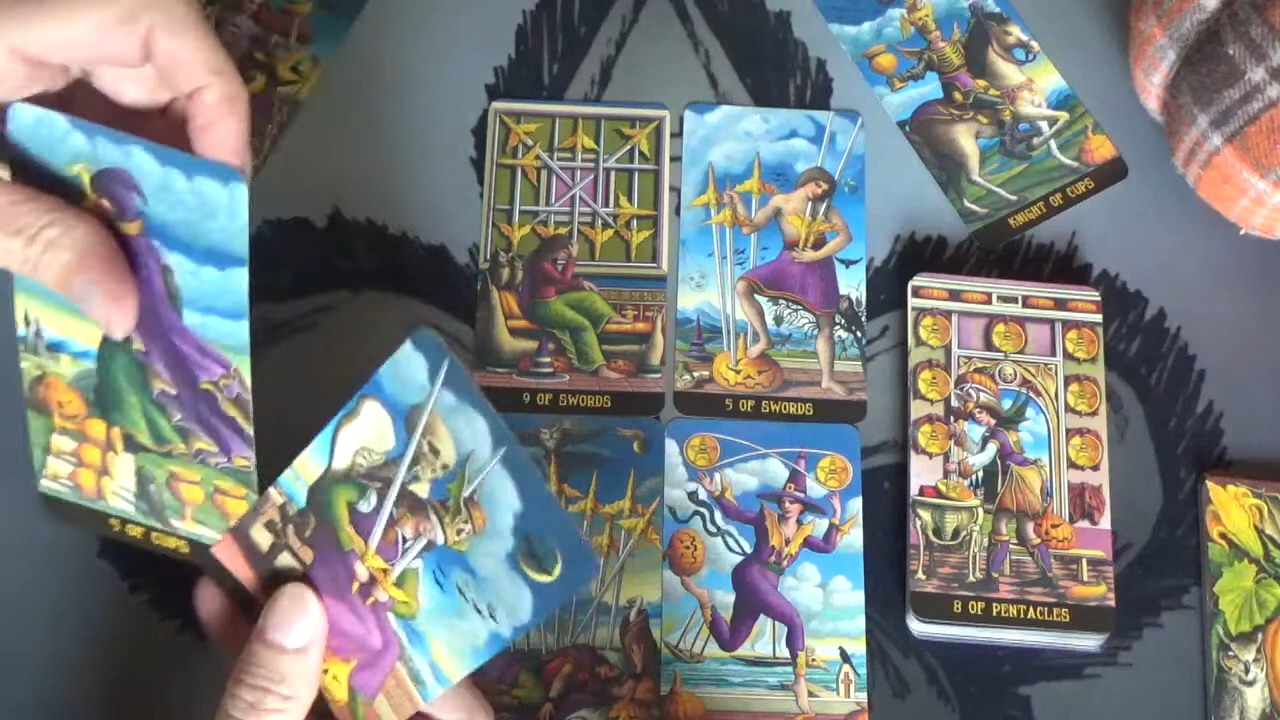 KNIGHT OF CUPS
9 OF SWORDS
5 OF SWORDS
5 OF CUPS
8 OF PENTACLES